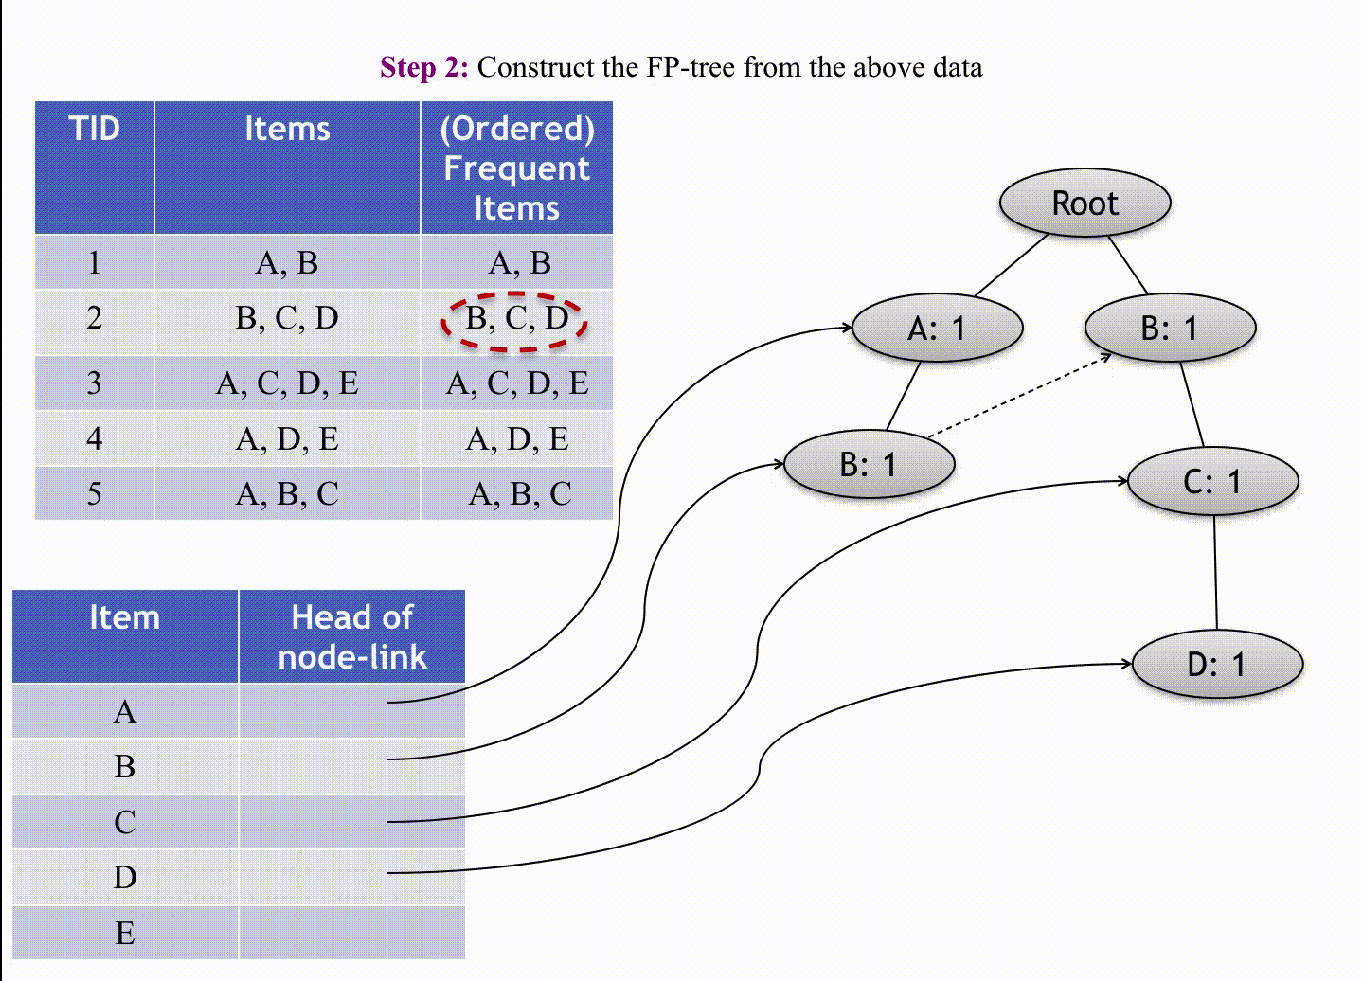 Step 2: Construct the FP-tree from the above data
TID Items (Ordered)
Frequent
Items
1 A, B A, B
2 B, C, D B, C, D
3 A, C, D, E A, C, D, E
4 A, D, E A, D, E
5 A, B, C A, B, C
Item Head of
node-link
A
B
C
D
E
Root
A: 1 B: 1
B: 1
C: 1
D: 1